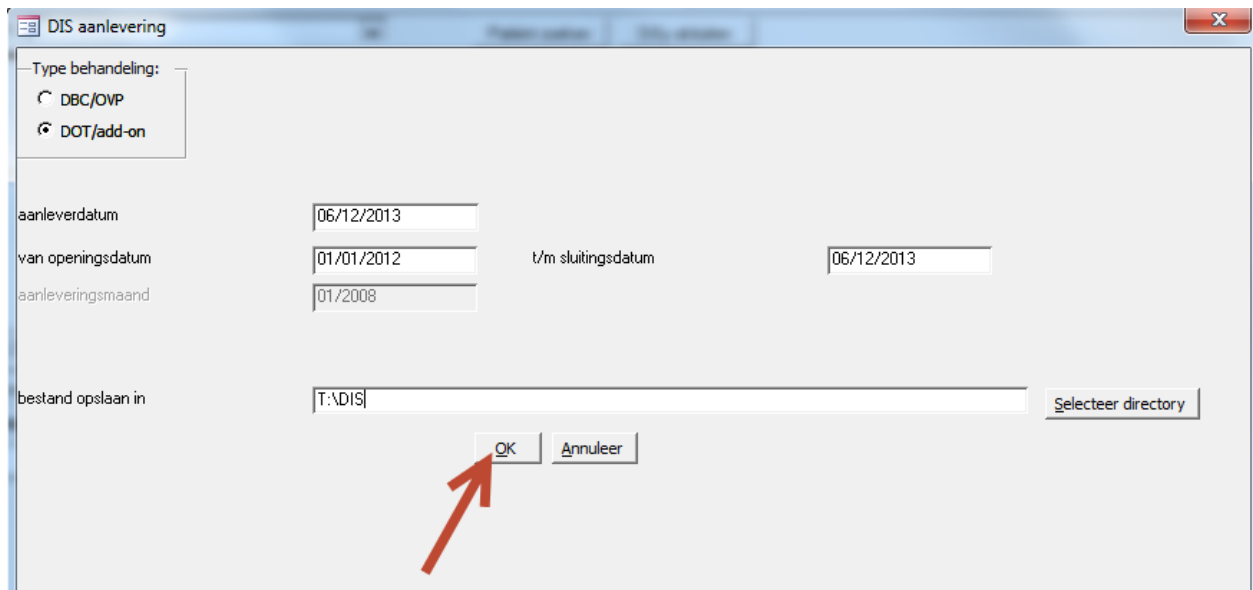 DIS aanlevering
Type behandeling:
DBC/OVP
DOT/add-on
aanleverdatum 06/12/2013
van openingsdatum 01/01/2012 t/m sluitingsdatum 06/12/2013
aanleveringsmaand 01/2008
bestand opslaan in T:\DIS Selecteer directory
OK Annuleer